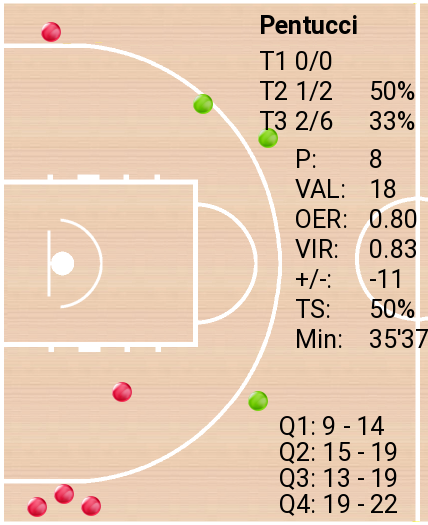 Pentucci
T1 0/0
T2 1/2 50%
T3 2/6 33%
P: 8
VAL: 18
OER: 0.80
VIR: 0.83
+/-: -11
TS: 50%
Min: 35'37
Q1: 9 - 14
Q2: 15 - 19
Q3: 13 - 19
Q4: 19 - 22